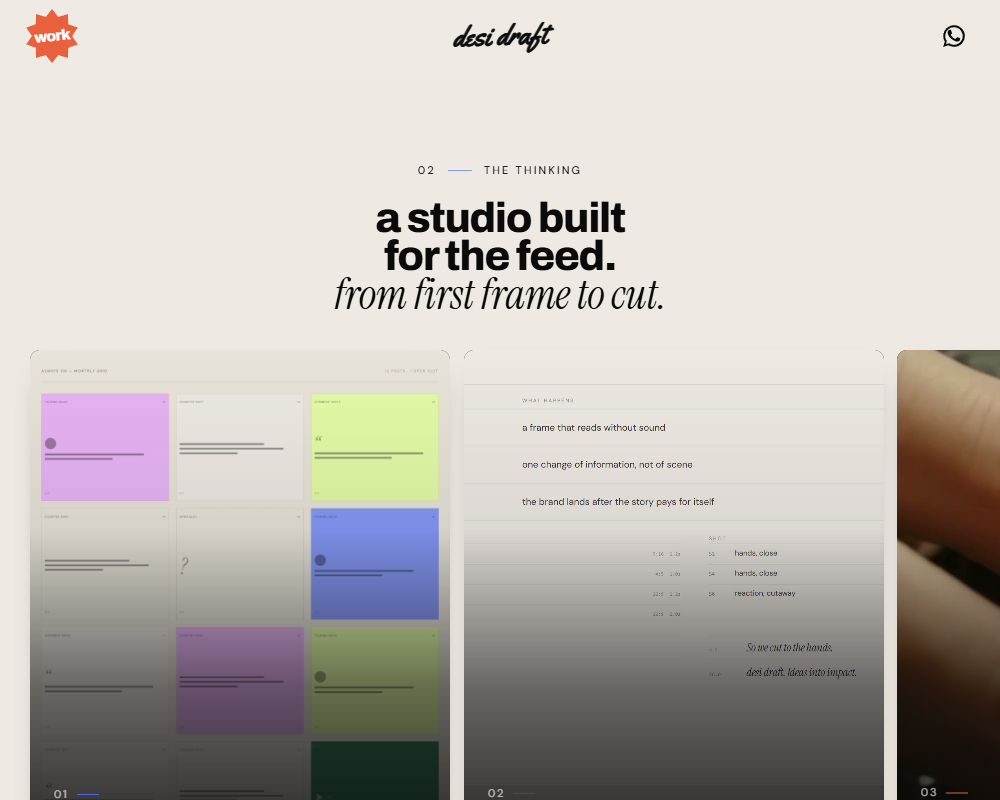 work
desi draft
02 — THE THINKING
a studio built
for the feed.
from first frame to cut.
ALWAYS ON — MONTHLY GRID
WHAT HAPPENS
a frame that reads without sound
one change of information, not of scene
the brand lands after the story pays for itself
SHOT
hands, close
hands, close
reaction, cutaway
So we cut to the hands.
desi draft. Ideas into impact.
“
?
“
01
02
03